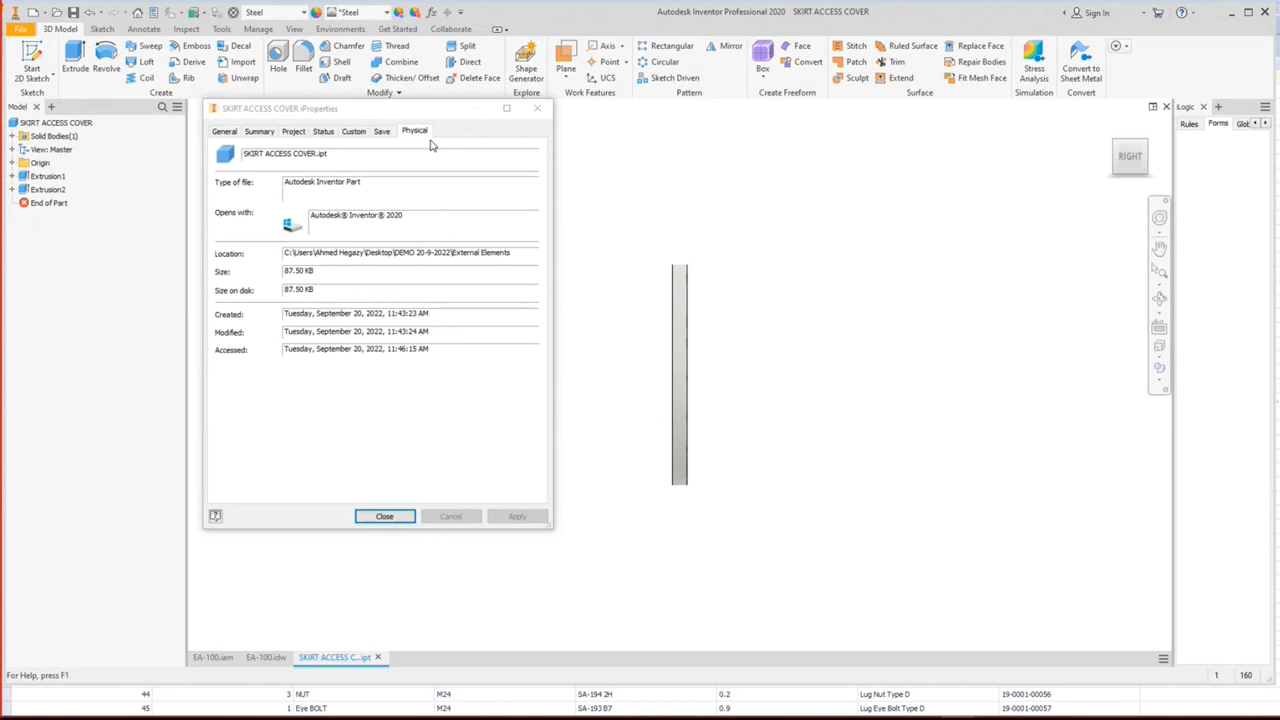 Steel
*Steel
Autodesk Inventor Professional 2020 SKIRT ACCESS COVER
Sign In
File 3D Model Sketch Annotate Inspect Tools Manage View Environments Get Started Collaborate
Start
2D Sketch
Sketch
Extrude
Revolve
Sweep
Loft
Coil
Emboss
Derive
Rib
Decal
Import
Unwrap
Create
Hole
Fillet
Chamfer
Shell
Draft
Thread
Combine
Thicken/ Offset
Split
Direct
Delete Face
Modify
Shape
Generator
Explore
Plane
Axis
Point
UCS
Work Features
Rectangular
Circular
Sketch Driven
Mirror
Pattern
Box
Face
Convert
Create Freeform
Stitch
Patch
Sculpt
Ruled Surface
Trim
Extend
Replace Face
Repair Bodies
Fit Mesh Face
Surface
Stress
Analysis
Simulation
Convert to
Sheet Metal
Convert
Model
SKIRT ACCESS COVER
Solid Bodies(1)
View: Master
Origin
Extrusion1
Extrusion2
End of Part
SKIRT ACCESS COVER iProperties
General Summary Project Status Custom Save Physical
SKIRT ACCESS COVER.ipt
Type of file: Autodesk Inventor Part
Opens with: Autodesk® Inventor® 2020
Location: C:\Users\Ahmed Hegazy\Desktop\DEMO 20-9-2022\External Elements
Size: 87.50 KB
Size on disk: 87.50 KB
Created: Tuesday, September 20, 2022, 11:43:23 AM
Modified: Tuesday, September 20, 2022, 11:43:24 AM
Accessed: Tuesday, September 20, 2022, 11:46:15 AM
Close Cancel Apply
RIGHT
iLogic
Rules Forms Glo
EA-100.iam EA-100.idw SKIRT ACCESS C...ipt
For Help, press F1
1 160
44 3 NUT M24 SA-194 2H 0.2 Lug Nut Type D 19-0001-00056
45 1 Eye BOLT M24 SA-193 B7 0.9 Lug Eye Bolt Type D 19-0001-00057